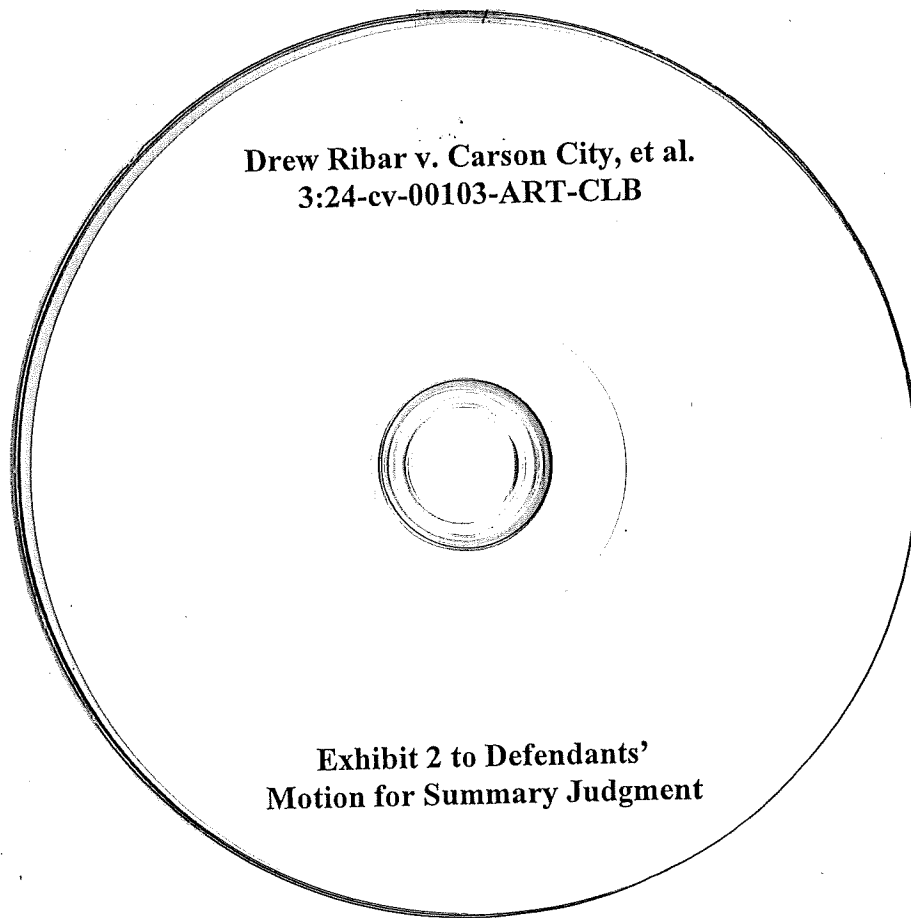 Drew Ribar v. Carson City, et al.
3:24-cv-00103-ART-CLB
Exhibit 2 to Defendants’
Motion for Summary Judgment